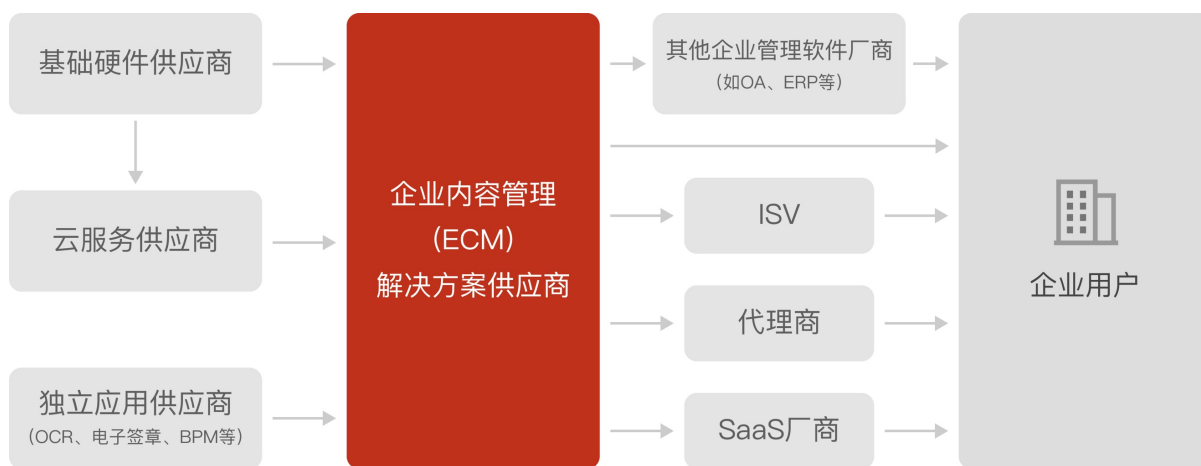 基础硬件供应商
云服务供应商
独立应用供应商
(OCR、电子签章、BPM等)
企业内容管理
(ECM)
解决方案供应商
其他企业管理软件厂商
(如OA、ERP等)
ISV
代理商
SaaS厂商
企业用户